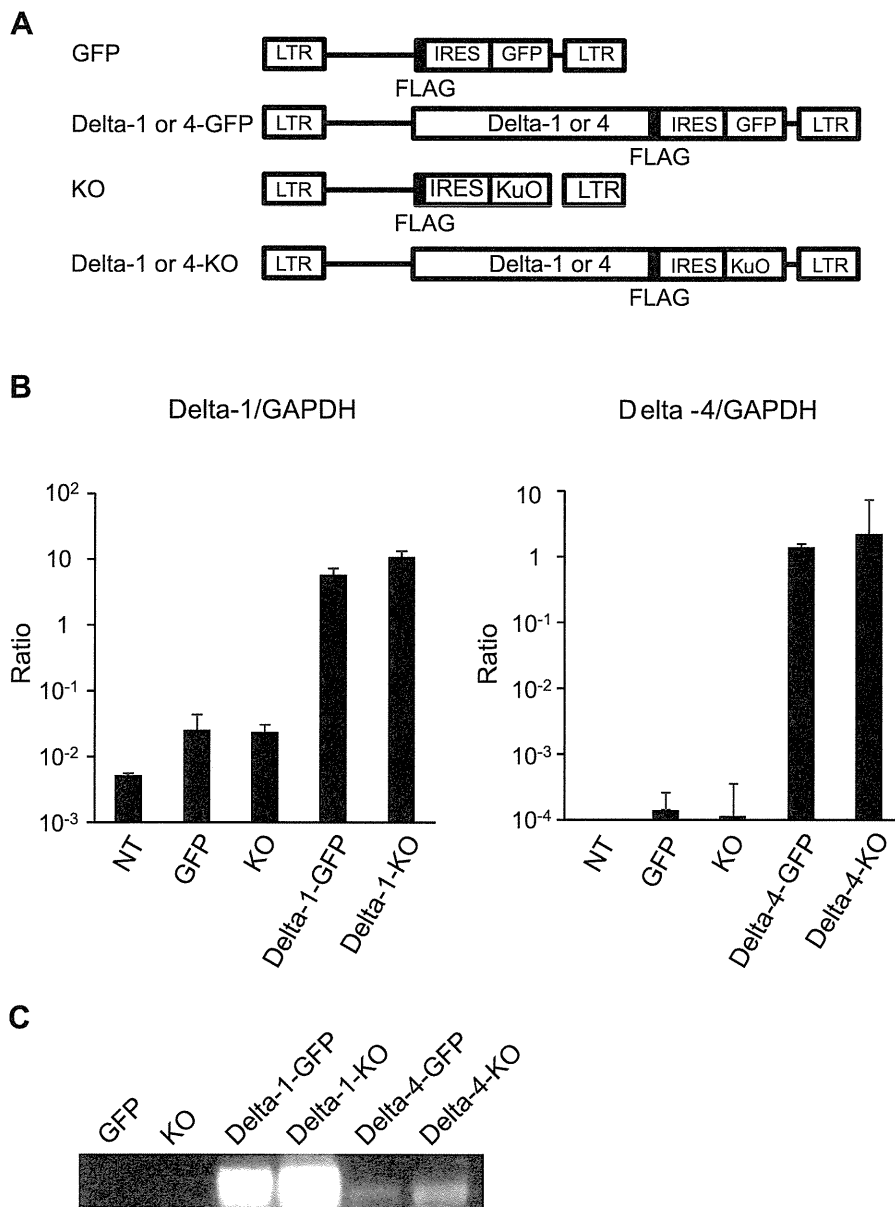 A
GFP
LTR IRES GFP LTR
FLAG
Delta-1 or 4-GFP
LTR Delta-1 or 4 IRES GFP LTR
FLAG
KO
LTR IRES KuO LTR
FLAG
Delta-1 or 4-KO
LTR Delta-1 or 4 IRES KuO LTR
FLAG
B
Delta-1/GAPDH
Ratio
10²
10
1
10⁻¹
10⁻²
10⁻³
NT
GFP
KO
Delta-1-GFP
Delta-1-KO
Delta -4/GAPDH
Ratio
10
1
10⁻¹
10⁻²
10⁻³
10⁻⁴
NT
GFP
KO
Delta-4-GFP
Delta-4-KO
C
GFP
KO
Delta-1-GFP
Delta-1-KO
Delta-4-GFP
Delta-4-KO